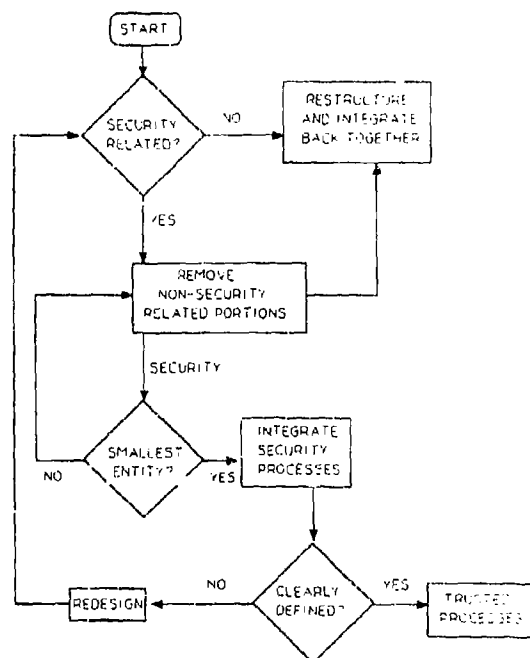 START
SECURITY
RELATED?
NO
RESTRUCTURE
AND INTEGRATE
BACK TOGETHER
YES
REMOVE
NON-SECURITY
RELATED PORTIONS
SECURITY
SMALLEST
ENTITY?
NO
YES
INTEGRATE
SECURITY
PROCESSES
CLEARLY
DEFINED?
NO
YES
REDESIGN
TRUSTED
PROCESSES